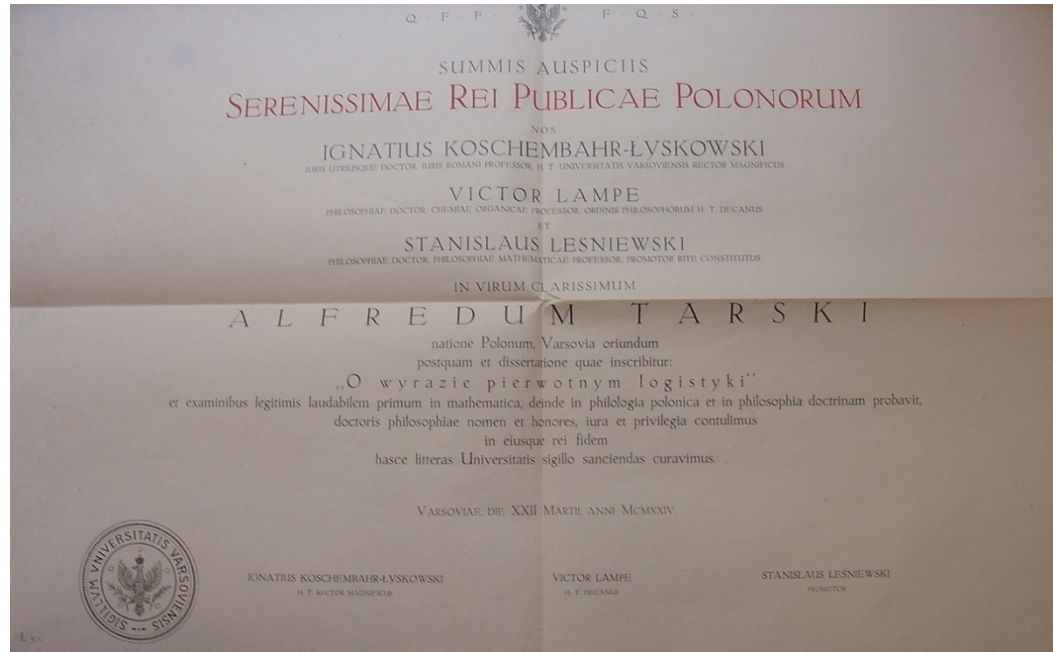 Q · F · F · F · Q · S ·
SUMMIS AUSPICIIS
SERENISSIMAE REI PUBLICAE POLONORUM
NOS
IGNATIUS KOSCHEMBAHR-ŁYSKOWSKI
IURIS UTRIUSQUE DOCTOR, IURIS ROMANI PROFESSOR, H. T. UNIVERSITATIS VARSOVIENSIS RECTOR MAGNIFICUS
VICTOR LAMPE
PHILOSOPHIAE DOCTOR, CHEMIAE ORGANICAE PROFESSOR, ORDINIS PHILOSOPHORUM H. T. DECANUS
ET
STANISLAUS LEŚNIEWSKI
PHILOSOPHIAE DOCTOR, PHILOSOPHIAE MATHEMATICAE PROFESSOR, PROMOTOR RITE CONSTITUTUS
IN VIRUM CLARISSIMUM
ALFREDUM TARSKI
natione Polonum, Varsovia oriundum
postquam et dissertatione quae inscribitur:
„O wyrazie pierwotnym logistyki”
et examinibus legitimis laudabilem primum in mathematica, deinde in philologia polonica et in philosophia doctrinam probavit,
doctoris philosophiae nomen et honores, iura et privilegia contulimus
in eiusque rei fidem
hasce litteras Universitatis sigillo sanciendas curavimus.
VARSOVIAE, DIE XXII MARTII, ANNI MCMXXIV.
SIGILLVM VNIVERSITATIS VARSOVIENSIS
IGNATIUS KOSCHEMBAHR-ŁYSKOWSKI
H. T. RECTOR MAGNIFICUS
VICTOR LAMPE
H. T. DECANUS
STANISLAUS LEŚNIEWSKI
PROMOTOR